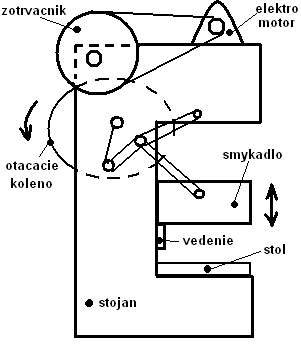 zotrvacnik
elektro
motor
otacacie
koleno
smykadlo
vedenie
stol
stojan